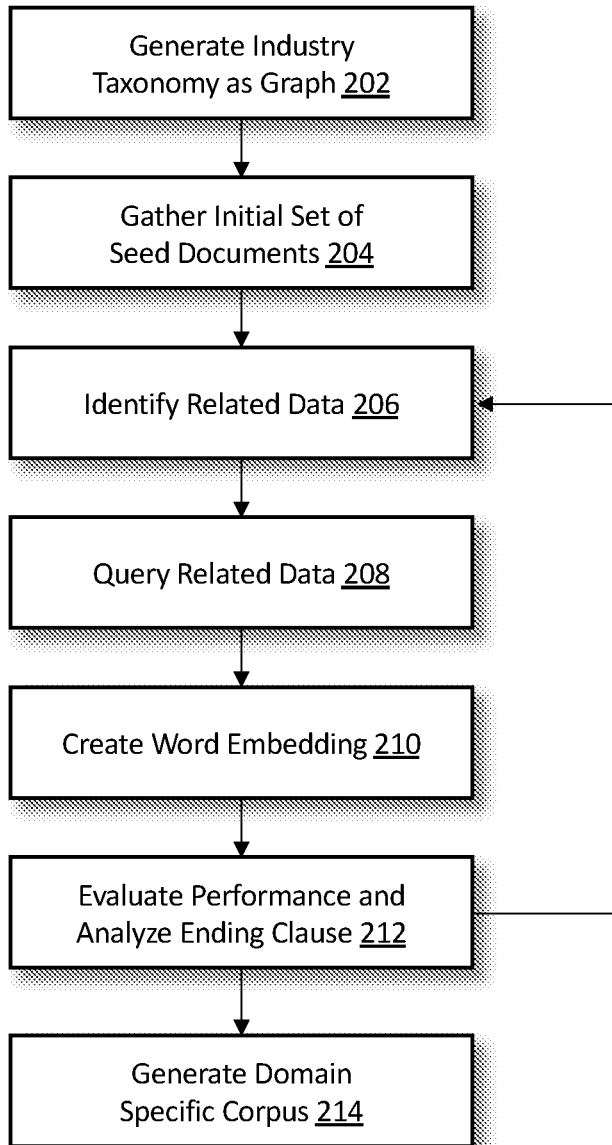 Generate Industry
Taxonomy as Graph 202
Gather Initial Set of
Seed Documents 204
Identify Related Data 206
Query Related Data 208
Create Word Embedding 210
Evaluate Performance and
Analyze Ending Clause 212
Generate Domain
Specific Corpus 214